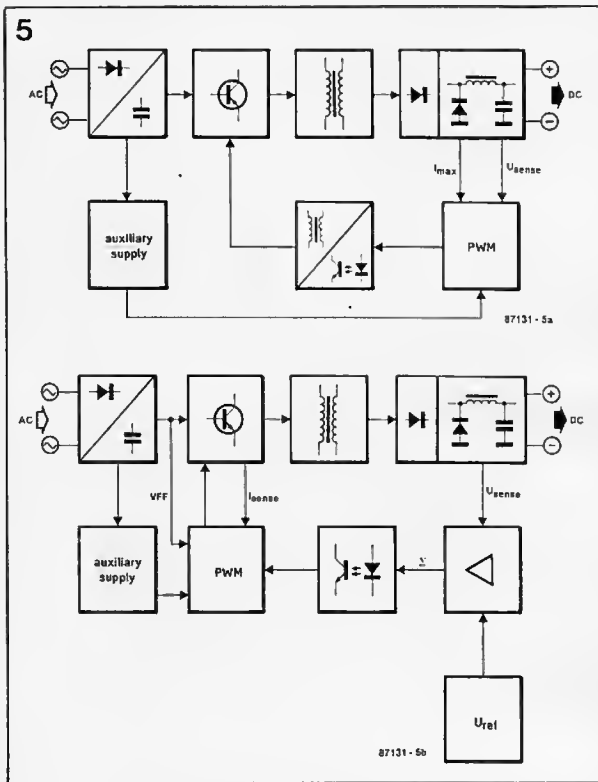 5
AC
+
−
DC
Imax
Usense
auxiliary
supply
PWM
87131 - 5a
AC
+
−
DC
VFF
Isense
Usense
auxiliary
supply
PWM
Σ
Uref
87131 - 5b